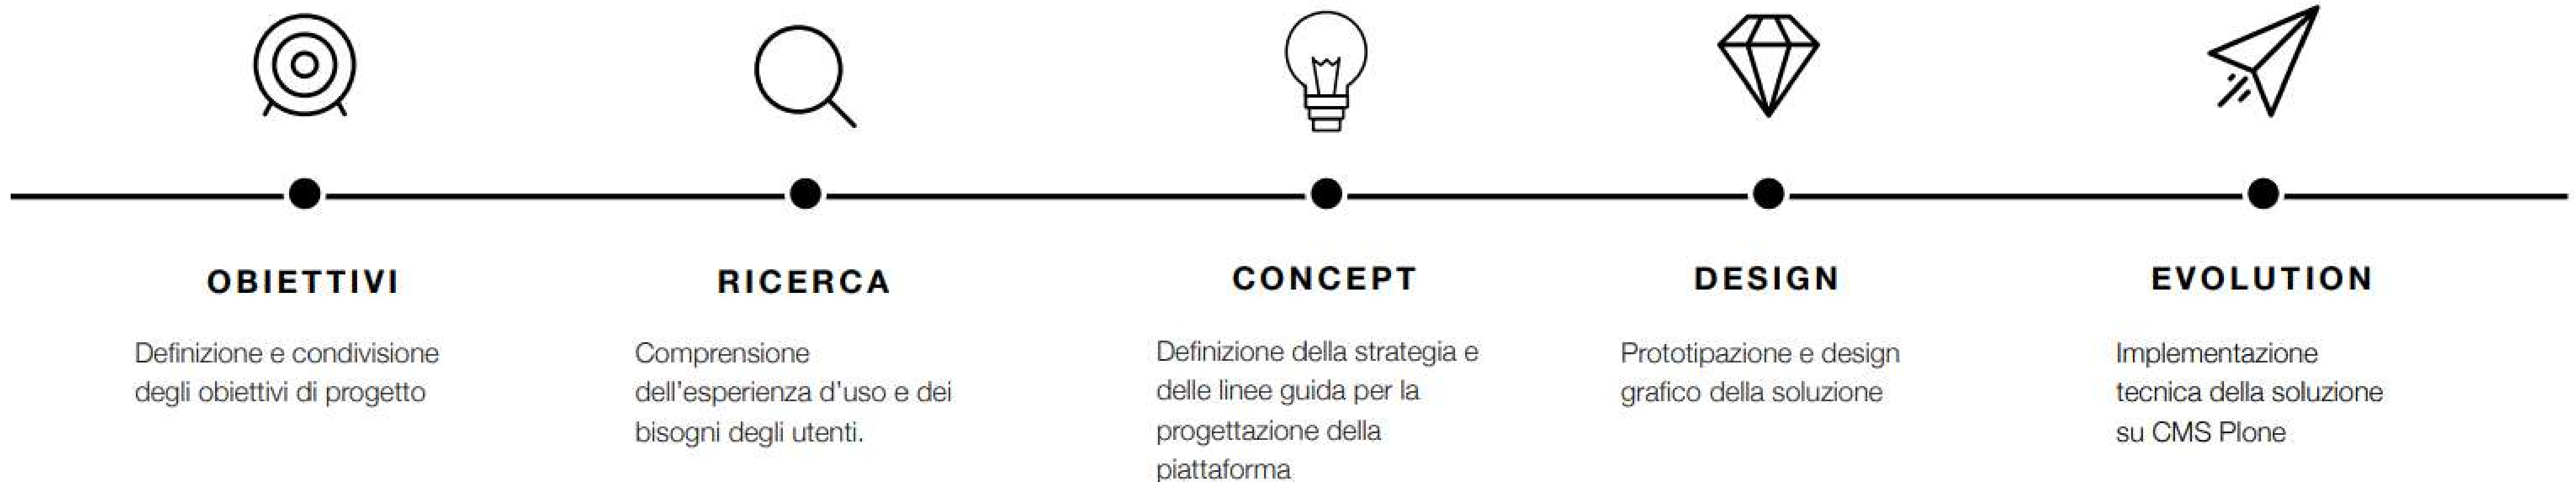 OBIETTIVI
Definizione e condivisione
degli obiettivi di progetto
RICERCA
Comprensione
dell'esperienza d'uso e dei
bisogni degli utenti.
CONCEPT
Definizione della strategia e
delle linee guida per la
progettazione della
piattaforma
DESIGN
Prototipazione e design
grafico della soluzione
EVOLUTION
Implementazione
tecnica della soluzione
su CMS Plone